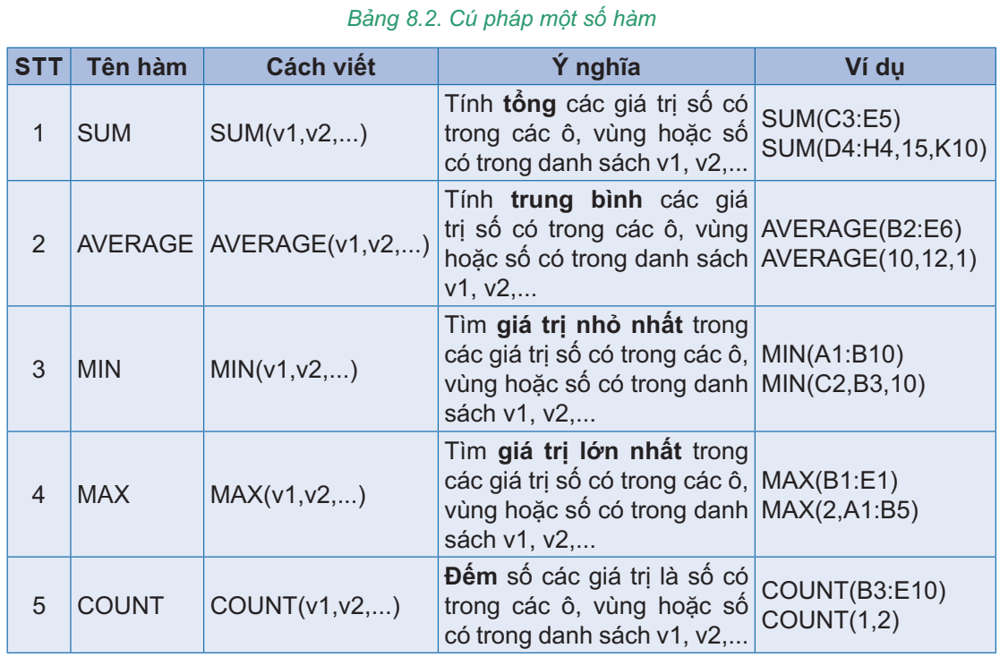 Bảng 8.2. Cú pháp một số hàm
STT Tên hàm Cách viết Ý nghĩa Ví dụ
1 SUM SUM(v1,v2,...)
Tính tổng các giá trị số có
trong các ô, vùng hoặc số
có trong danh sách v1, v2,...
SUM(C3:E5)
SUM(D4:H4,15,K10)
2 AVERAGE AVERAGE(v1,v2,...)
Tính trung bình các giá
trị số có trong các ô, vùng
hoặc số có trong danh sách
v1, v2,...
AVERAGE(B2:E6)
AVERAGE(10,12,1)
3 MIN MIN(v1,v2,...)
Tìm giá trị nhỏ nhất trong
các giá trị số có trong các ô,
vùng hoặc số có trong danh
sách v1, v2,...
MIN(A1:B10)
MIN(C2,B3,10)
4 MAX MAX(v1,v2,...)
Tìm giá trị lớn nhất trong
các giá trị số có trong các ô,
vùng hoặc số có trong danh
sách v1, v2,...
MAX(B1:E1)
MAX(2,A1:B5)
5 COUNT COUNT(v1,v2,...)
Đếm số các giá trị là số có
trong các ô, vùng hoặc số
có trong danh sách v1, v2,...
COUNT(B3:E10)
COUNT(1,2)